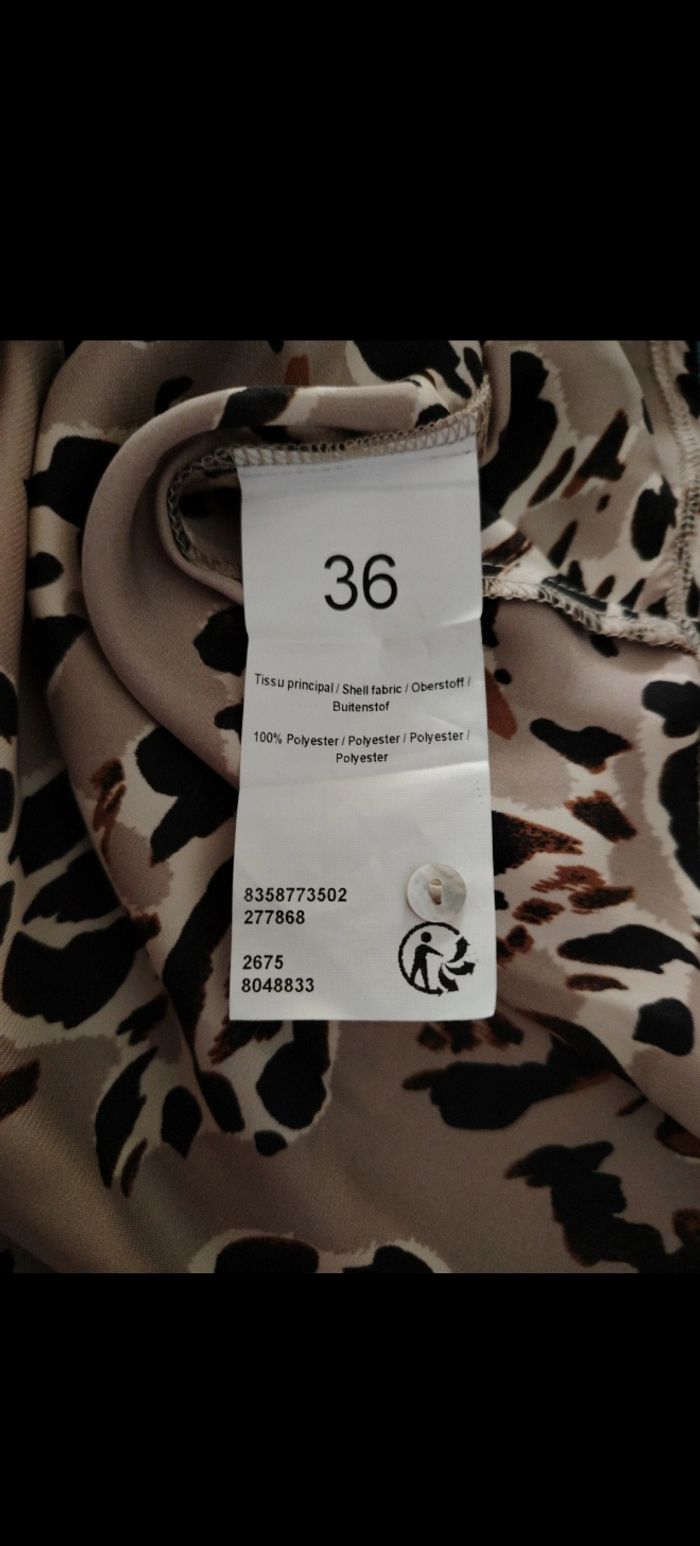 36
Tissu principal / Shell fabric / Oberstoff /
Buitenstof
100% Polyester / Polyester / Polyester /
Polyester
8358773502
277868
2675
8048833